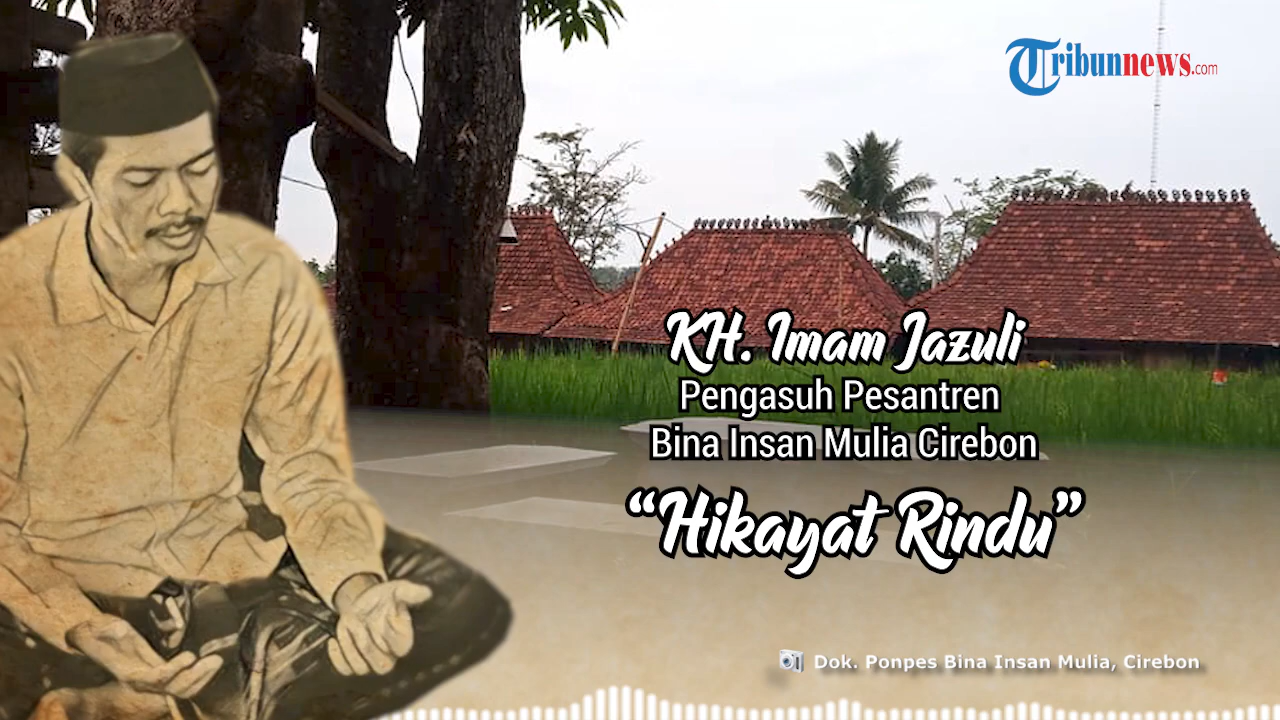 Tribunnews.com
KH. Imam Jazuli
Pengasuh Pesantren
Bina Insan Mulia Cirebon
“Hikayat Rindu”
Dok. Ponpes Bina Insan Mulia, Cirebon